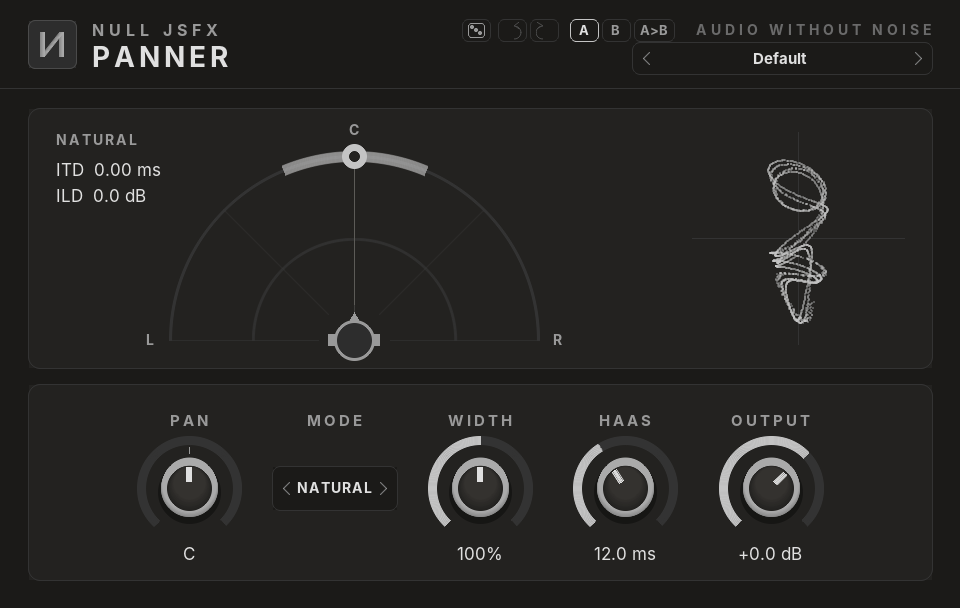 NULL JSFX
PANNER
A
B
A>B
AUDIO WITHOUT NOISE
Default
NATURAL
ITD 0.00 ms
ILD 0.0 dB
C
L
R
PAN
MODE
WIDTH
HAAS
OUTPUT
NATURAL
C
100%
12.0 ms
+0.0 dB